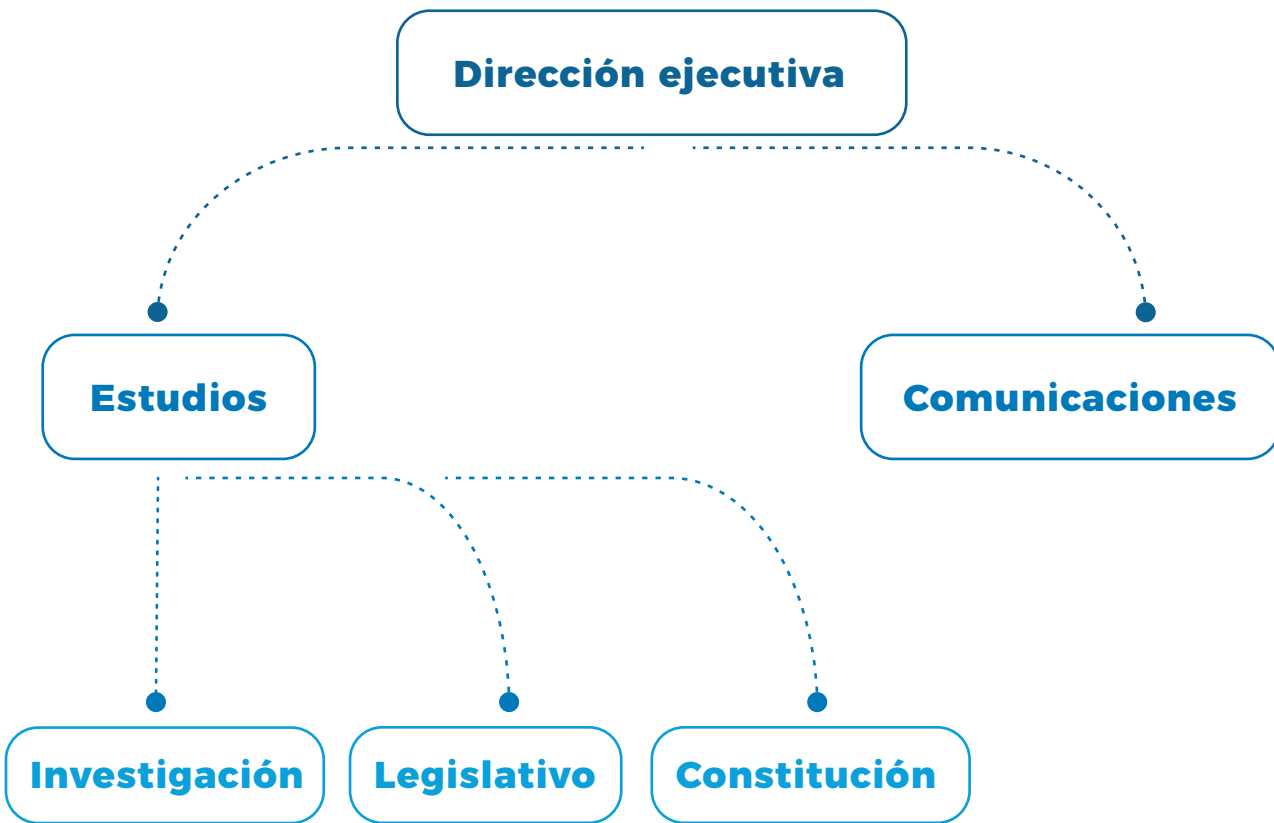 Dirección ejecutiva
Estudios
Comunicaciones
Investigación
Legislativo
Constitución